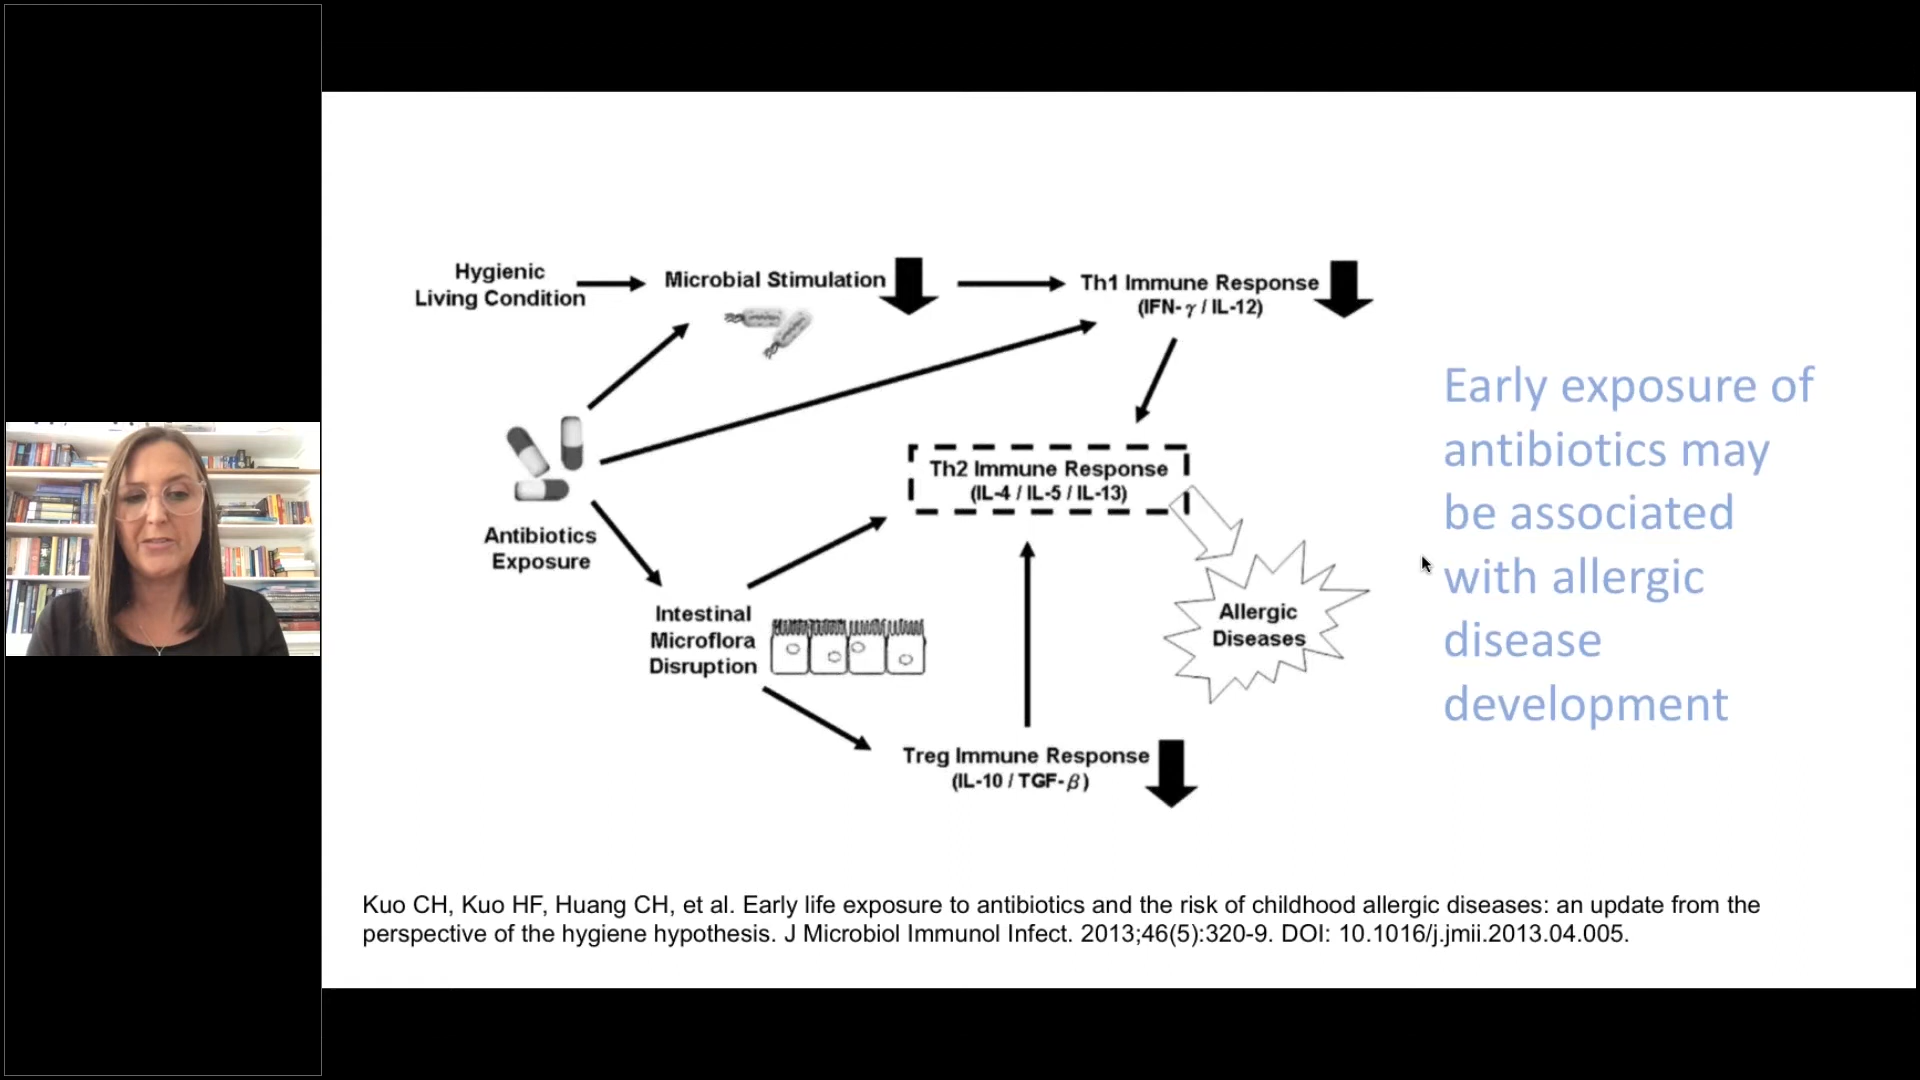 Hygienic
Living Condition
Microbial Stimulation
Th1 Immune Response
(IFN-γ / IL-12)
Antibiotics
Exposure
Th2 Immune Response
(IL-4 / IL-5 / IL-13)
Intestinal
Microflora
Disruption
Allergic
Diseases
Treg Immune Response
(IL-10 / TGF-β)
Early exposure of
antibiotics may
be associated
with allergic
disease
development
Kuo CH, Kuo HF, Huang CH, et al. Early life exposure to antibiotics and the risk of childhood allergic diseases: an update from the
perspective of the hygiene hypothesis. J Microbiol Immunol Infect. 2013;46(5):320-9. DOI: 10.1016/j.jmii.2013.04.005.